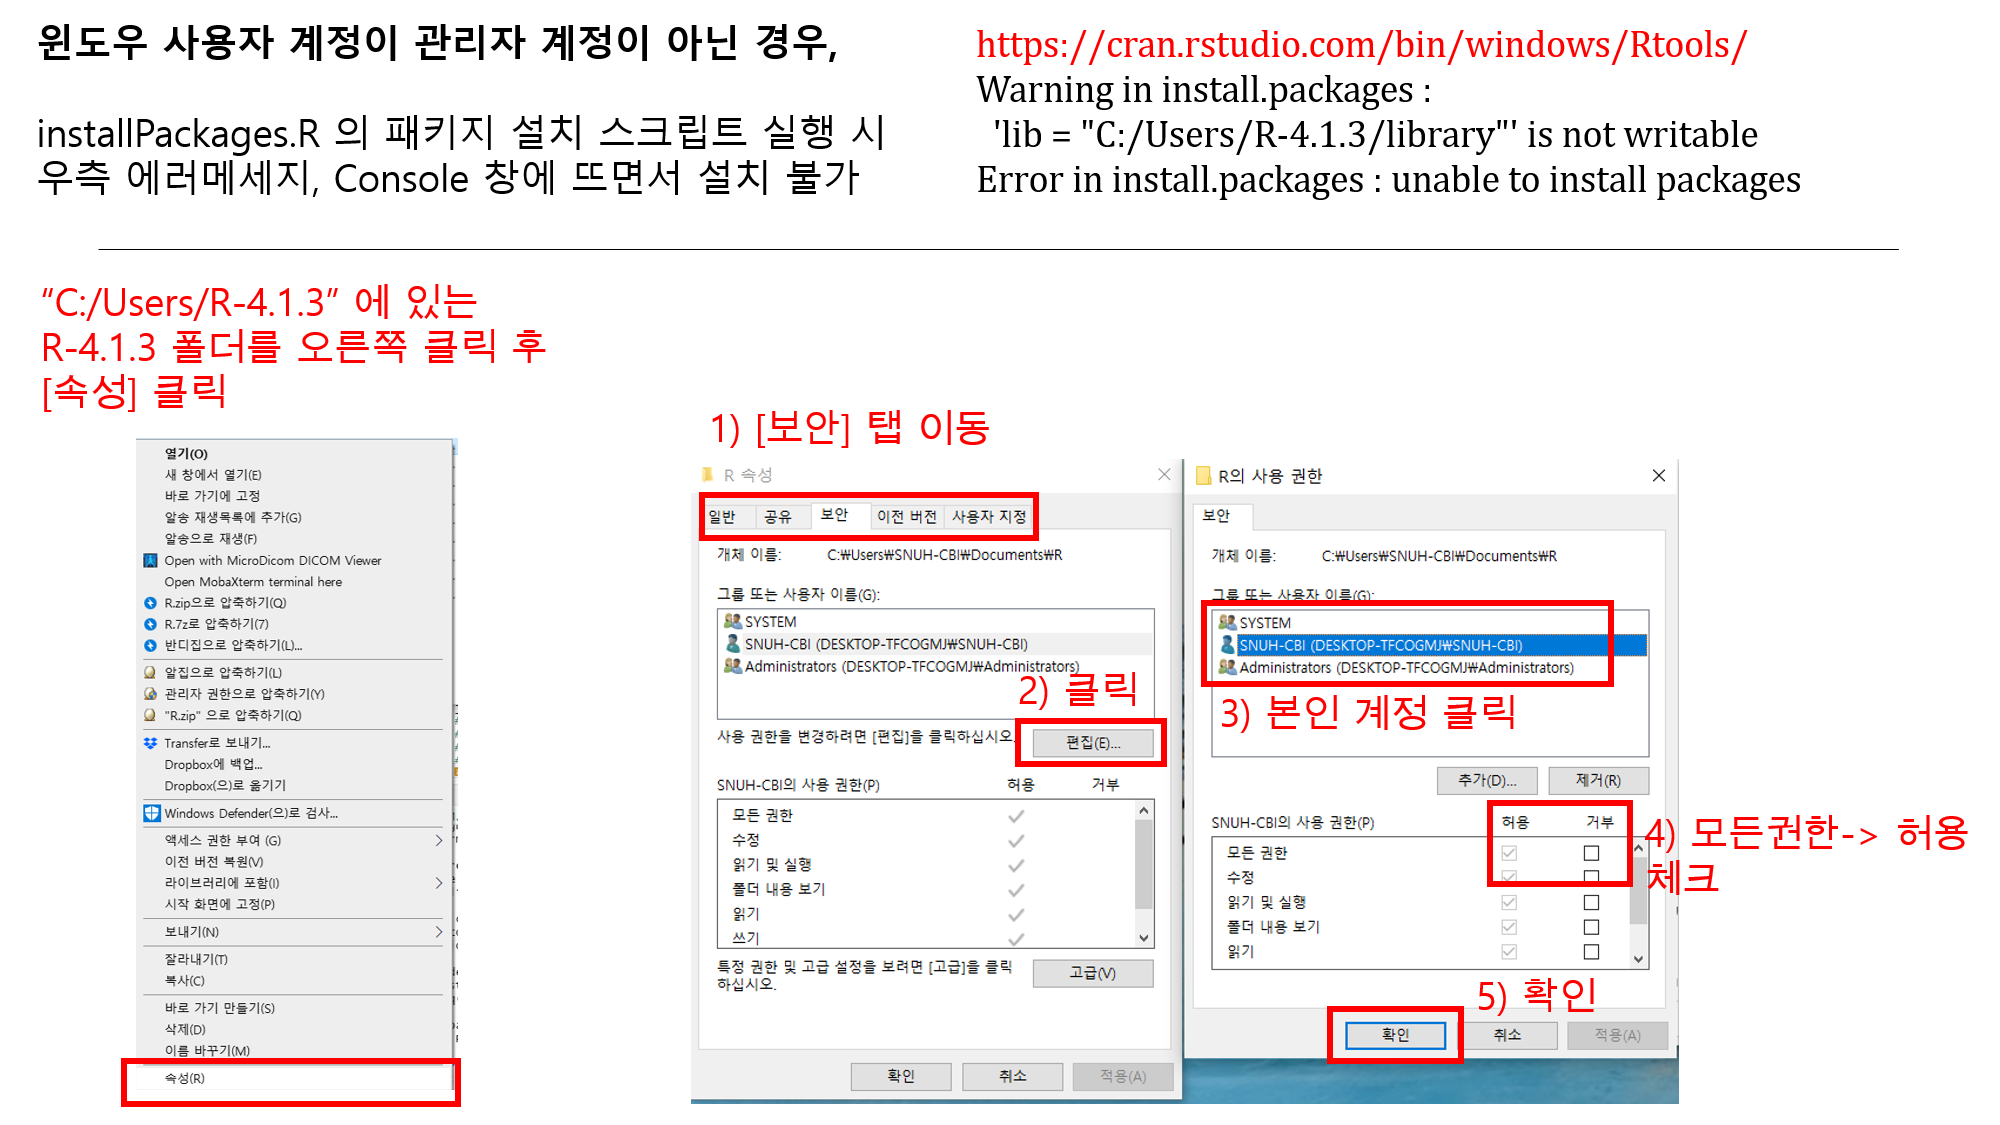 윈도우 사용자 계정이 관리자 계정이 아닌 경우,
installPackages.R 의 패키지 설치 스크립트 실행 시
우측 에러메세지, Console 창에 뜨면서 설치 불가
https://cran.rstudio.com/bin/windows/Rtools/
Warning in install.packages :
'lib = "C:/Users/R-4.1.3/library"' is not writable
Error in install.packages : unable to install packages
“C:/Users/R-4.1.3” 에 있는
R-4.1.3 폴더를 오른쪽 클릭 후
[속성] 클릭
열기(O)
새 창에서 열기(E)
바로 가기에 고정
알송 재생목록에 추가(G)
알송으로 재생(F)
Open with MicroDicom DICOM Viewer
Open MobaXterm terminal here
R.zip으로 압축하기(Q)
R.7z로 압축하기(7)
반디집으로 압축하기(L)...
알집으로 압축하기(L)
관리자 권한으로 압축하기(Y)
"R.zip" 으로 압축하기(Q)
Transfer로 보내기...
Dropbox에 백업...
Dropbox(으)로 옮기기
Windows Defender(으)로 검사...
액세스 권한 부여 (G)
이전 버전 복원(V)
라이브러리에 포함(I)
시작 화면에 고정(P)
보내기(N)
잘라내기(T)
복사(C)
바로 가기 만들기(S)
삭제(D)
이름 바꾸기(M)
속성(R)
1) [보안] 탭 이동
R 속성
일반 공유 보안 이전 버전 사용자 지정
개체 이름: C:₩Users₩SNUH-CBI₩Documents₩R
그룹 또는 사용자 이름(G):
SYSTEM
SNUH-CBI (DESKTOP-TFCOGMJ₩SNUH-CBI)
Administrators (DESKTOP-TFCOGMJ₩Administrators)
2) 클릭
사용 권한을 변경하려면 [편집]을 클릭하십시오.
편집(E)...
SNUH-CBI의 사용 권한(P) 허용 거부
모든 권한
수정
읽기 및 실행
폴더 내용 보기
읽기
쓰기
특정 권한 및 고급 설정을 보려면 [고급]을 클릭
하십시오.
고급(V)
확인 취소 적용(A)
R의 사용 권한
보안
개체 이름: C:₩Users₩SNUH-CBI₩Documents₩R
그룹 또는 사용자 이름(G):
SYSTEM
SNUH-CBI (DESKTOP-TFCOGMJ₩SNUH-CBI)
Administrators (DESKTOP-TFCOGMJ₩Administrators)
3) 본인 계정 클릭
추가(D)... 제거(R)
SNUH-CBI의 사용 권한(P) 허용 거부
모든 권한
수정
읽기 및 실행
폴더 내용 보기
읽기
4) 모든권한-> 허용
체크
5) 확인
확인 취소 적용(A)